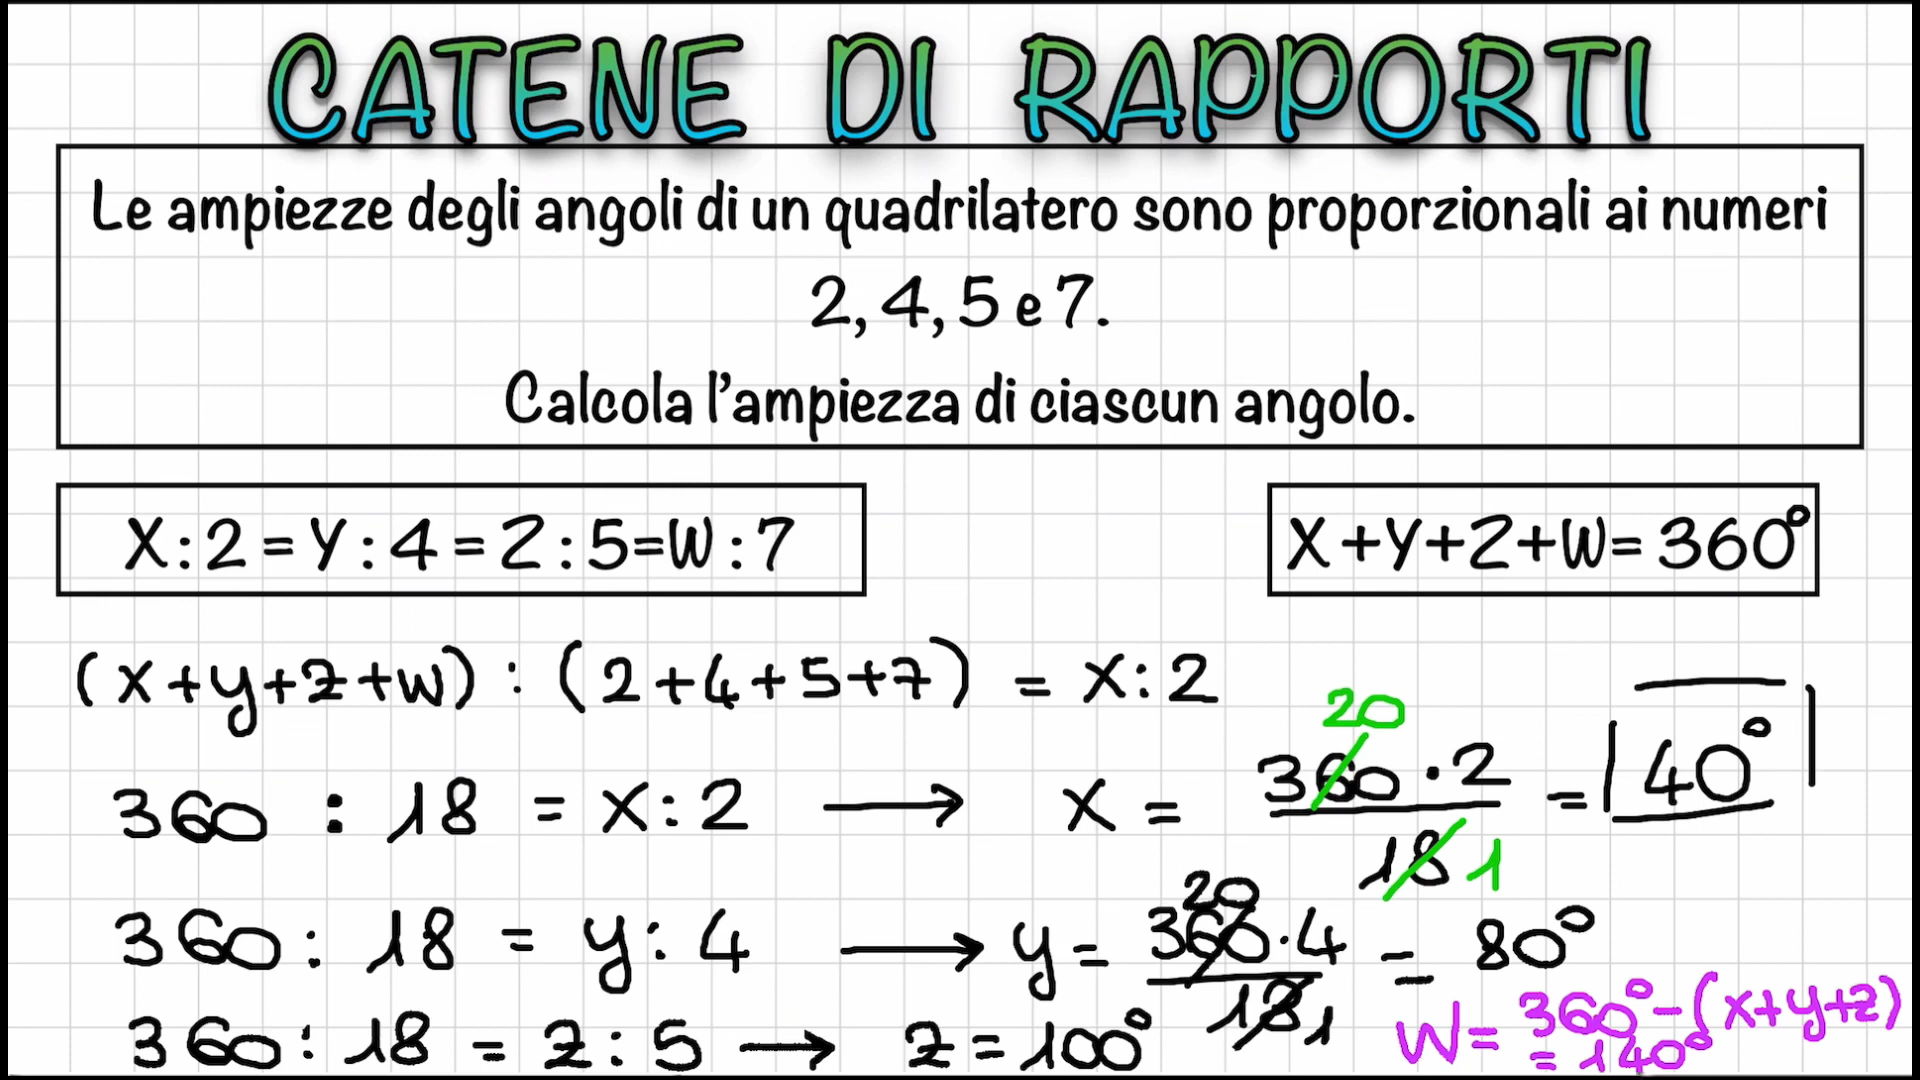 CATENE DI RAPPORTI
Le ampiezze degli angoli di un quadrilatero sono proporzionali ai numeri
2, 4, 5 e 7.
Calcola l'ampiezza di ciascun angolo.
X:2=Y:4=Z:5=W:7
X+Y+Z+W=360°
(x+y+z+w) : (2+4+5+7) = x:2
20
360 : 18 = x:2 → x = 360·2 = 40°
18 1
20
360 : 18 = y:4 → y = 360·4 = 80°
18 1
360 : 18 = z:5 → z = 100°
W = 360° - (x+y+z)
= 140°